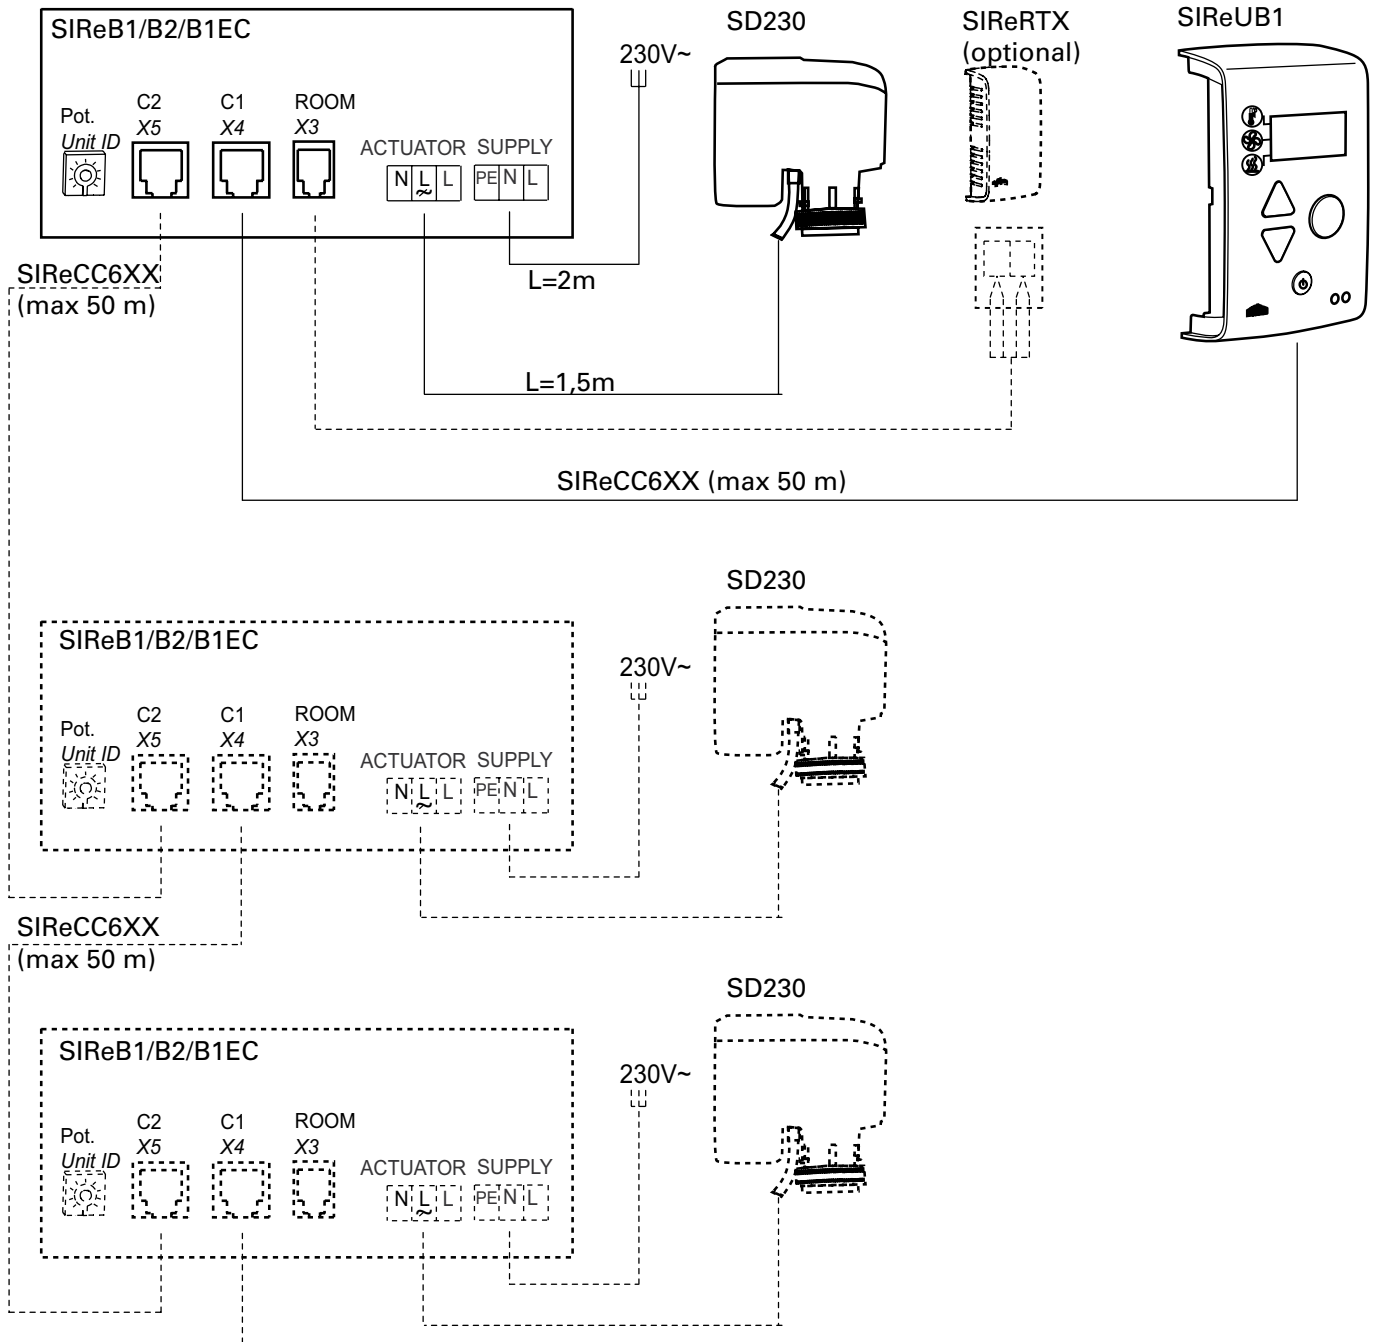 SIReB1/B2/B1EC
230V~
SD230
SIReRTX
(optional)
SIReUB1
Pot.
Unit ID
C2
X5
C1
X4
ROOM
X3
ACTUATOR SUPPLY
N L ~ L PE N L
SIReCC6XX
(max 50 m)
L=2m
L=1,5m
SIReCC6XX (max 50 m)
SD230
SIReB1/B2/B1EC
230V~
Pot.
Unit ID
C2
X5
C1
X4
ROOM
X3
ACTUATOR SUPPLY
N L ~ L PE N L
SIReCC6XX
(max 50 m)
SD230
SIReB1/B2/B1EC
230V~
Pot.
Unit ID
C2
X5
C1
X4
ROOM
X3
ACTUATOR SUPPLY
N L ~ L PE N L